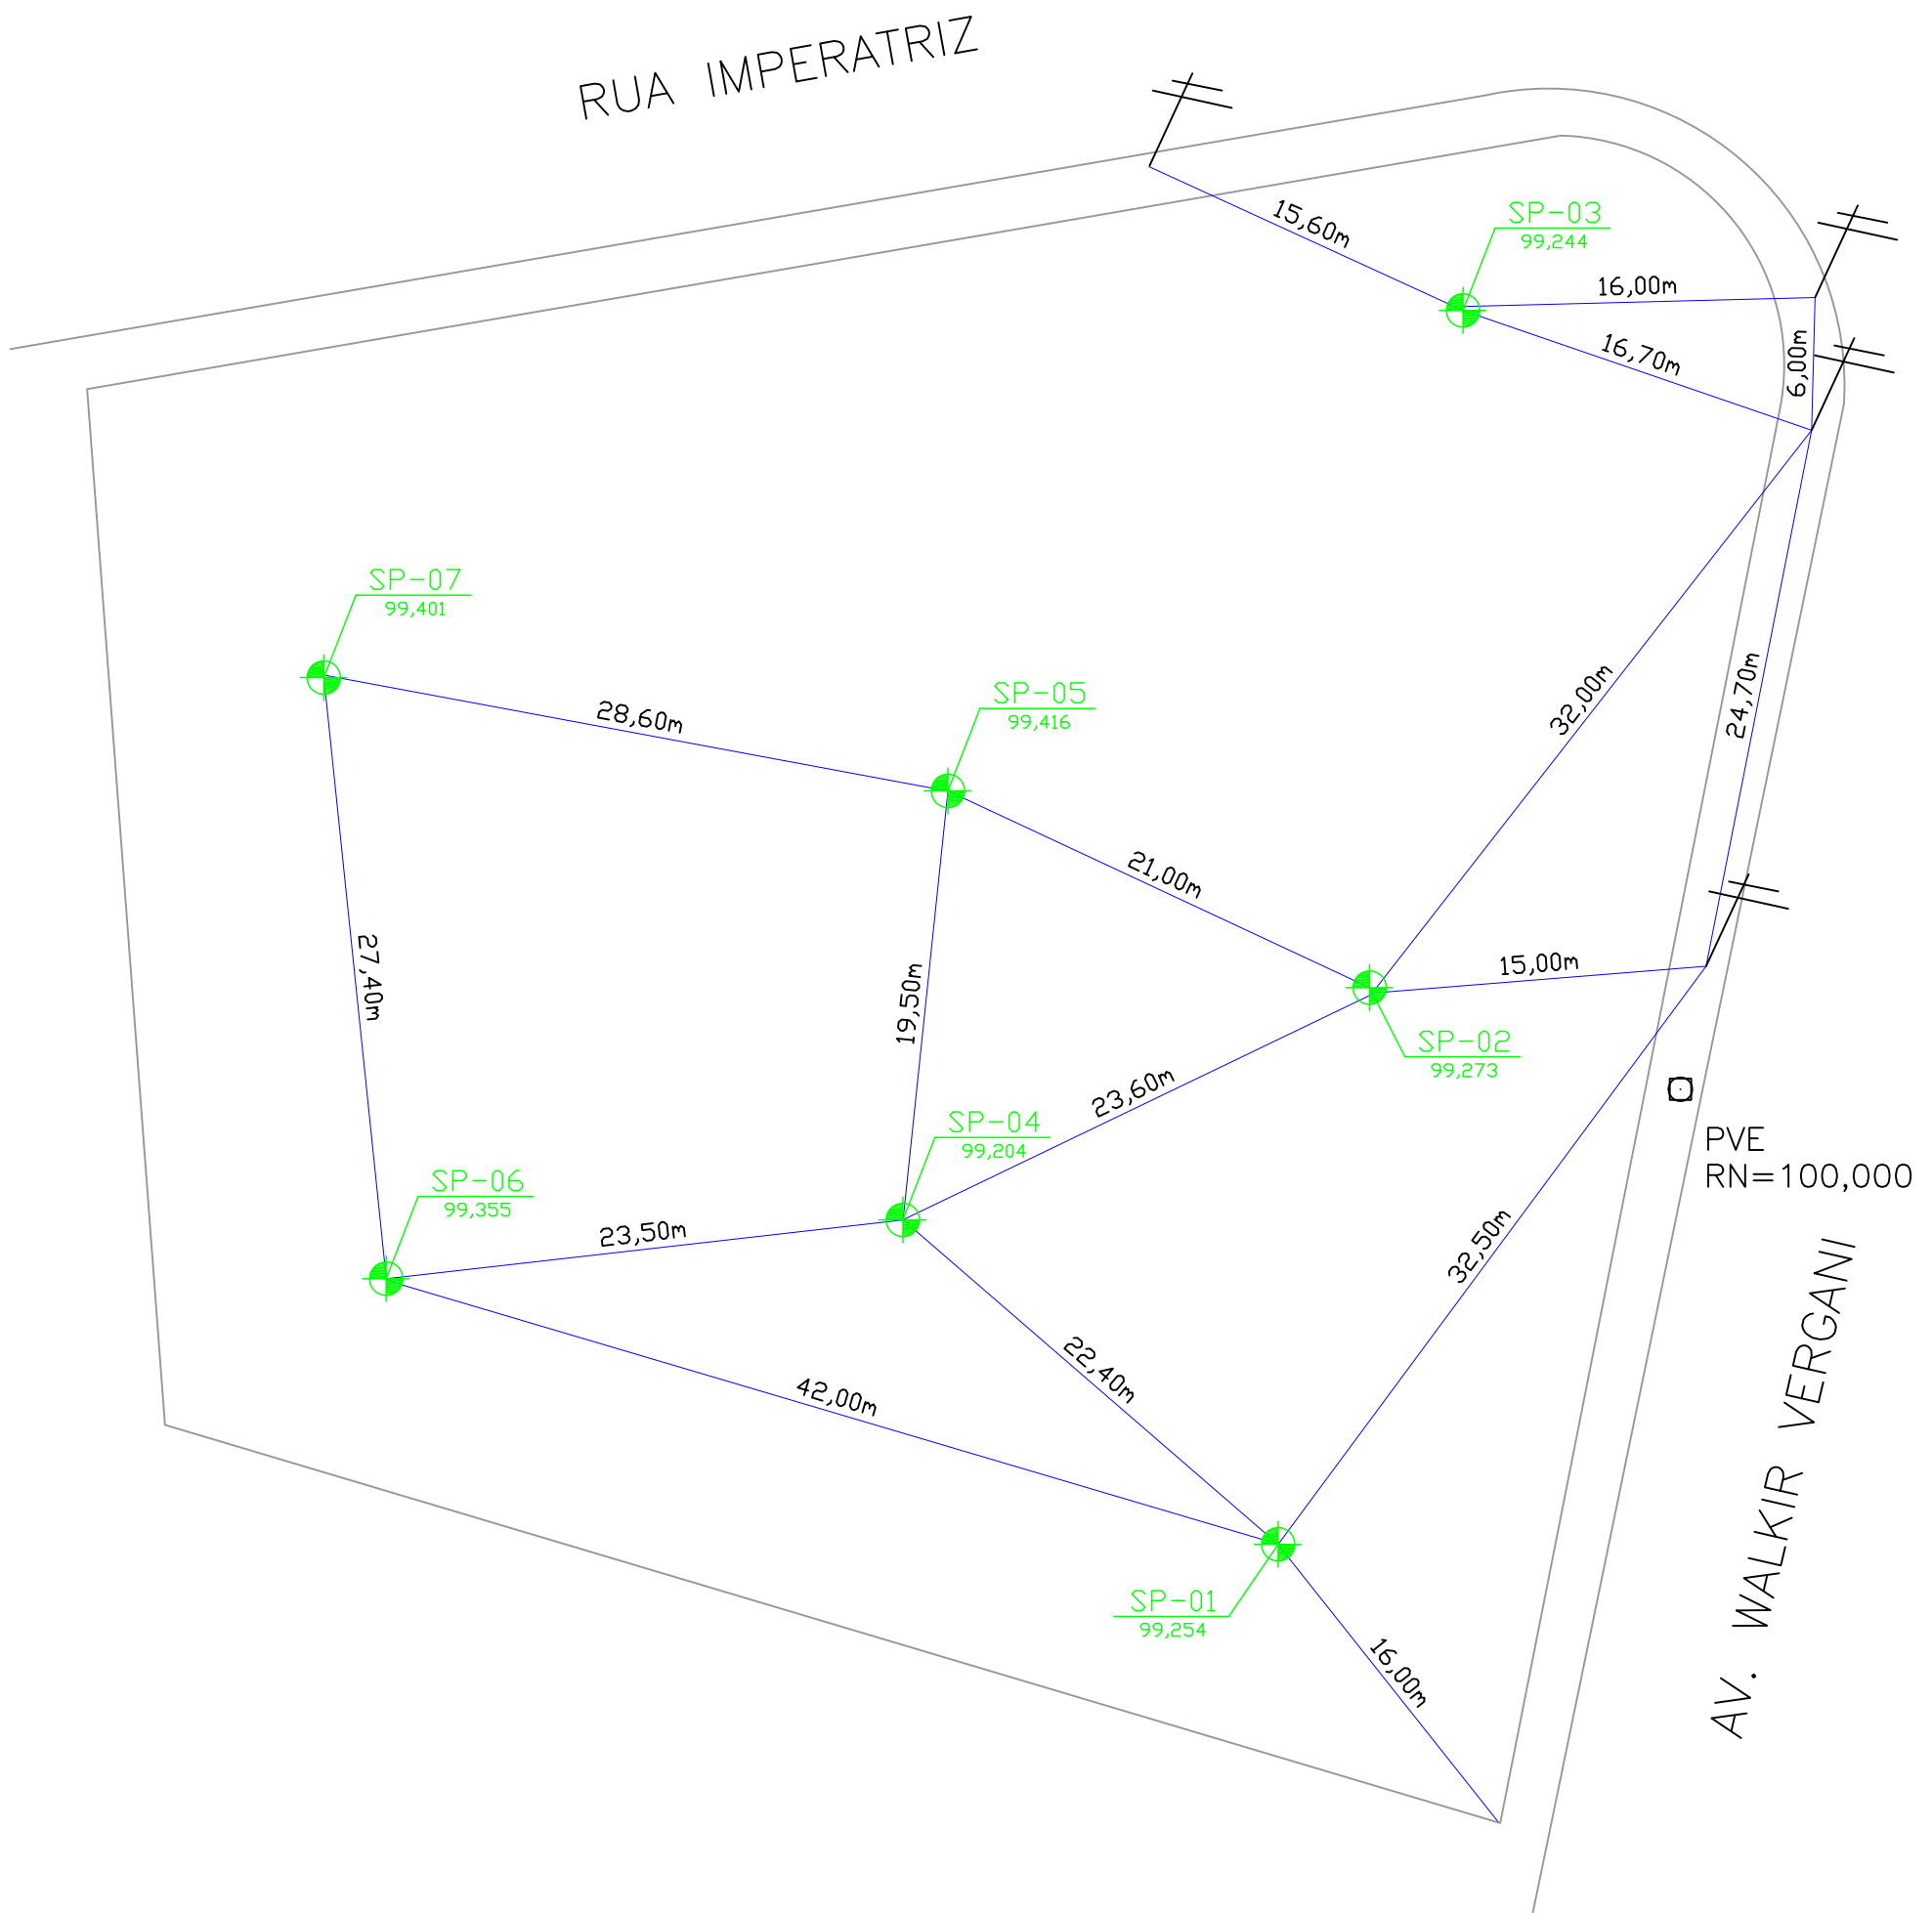 RUA IMPERATRIZ
15,60m
SP-03
99,244
16,00m
16,70m
6,00m
SP-07
99,401
28,60m
SP-05
99,416
32,00m
24,70m
21,00m
27,40m
19,50m
15,00m
SP-02
99,273
23,60m
SP-04
99,204
PVE
RN=100,000
SP-06
99,355
23,50m
32,50m
22,40m
42,00m
AV. WALKIR VERGANI
SP-01
99,254
16,00m